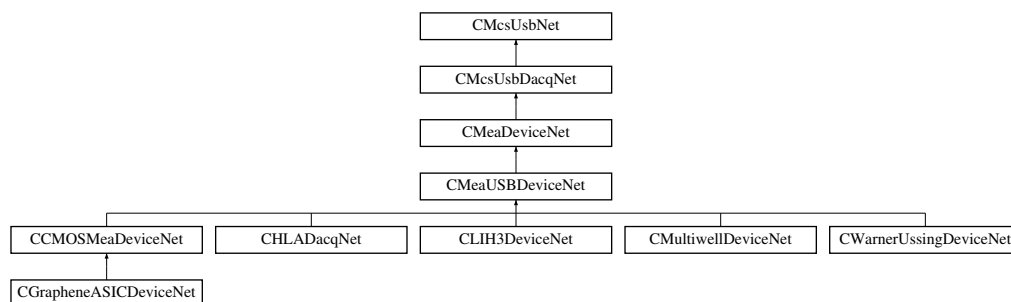 CMcsUsbNet
CMcsUsbDacqNet
CMeaDeviceNet
CMeaUSBDeviceNet
CCMOSMeaDeviceNet
CHLADacqNet
CLIH3DeviceNet
CMultiwellDeviceNet
CWarnerUssingDeviceNet
CGrapheneASICDeviceNet